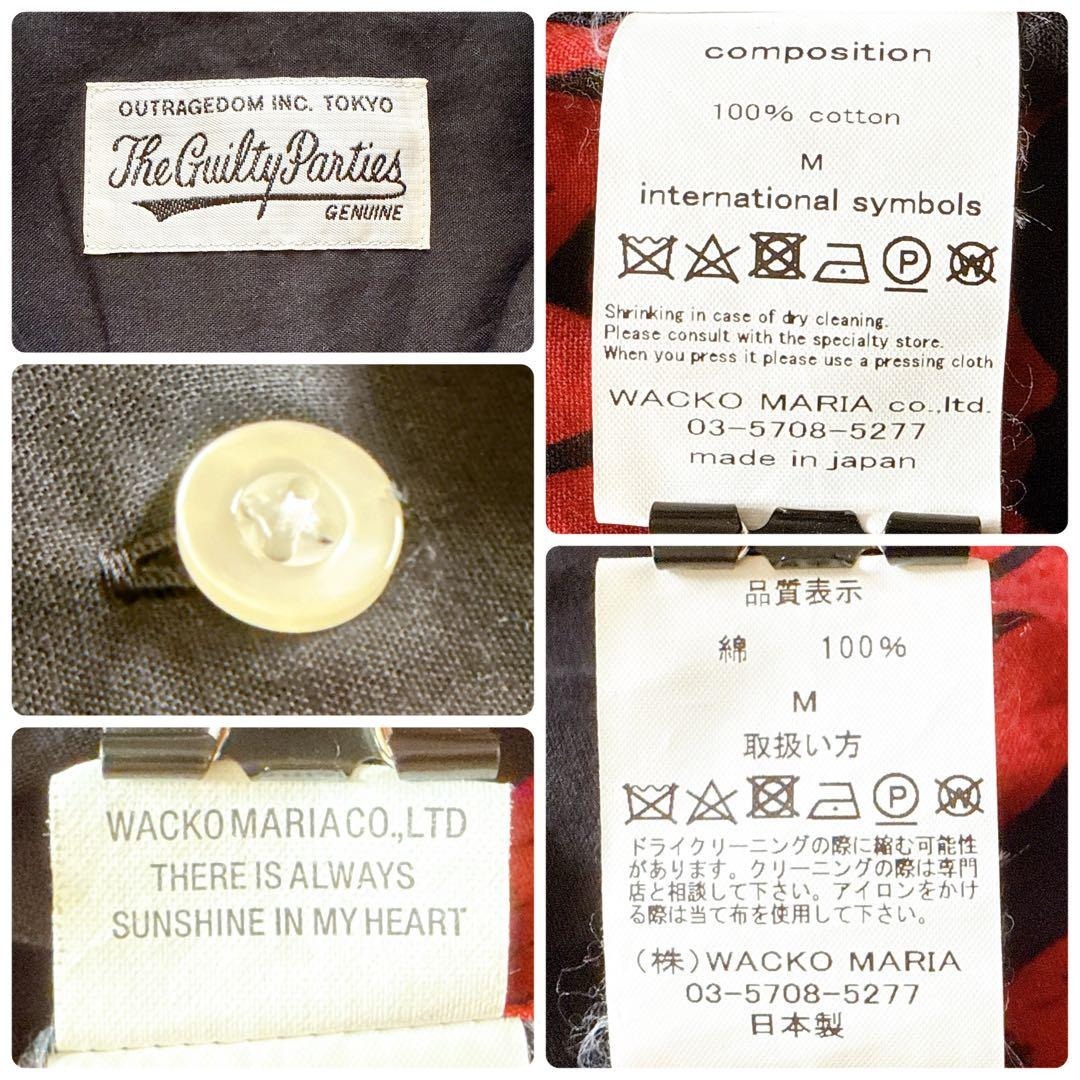 OUTRAGEDOM INC. TOKYO
The Guilty Parties
GENUINE
composition
100% cotton
M
international symbols
P
W
Shrinking in case of dry cleaning.
Please consult with the specialty store.
When you press it please use a pressing cloth
WACKO MARIA co.,ltd.
03-5708-5277
made in japan
WACKO MARIA CO.,LTD
THERE IS ALWAYS
SUNSHINE IN MY HEART
品質表示
綿 100%
M
取扱い方
P
W
ドライクリーニングの際に縮む可能性
があります。クリーニングの際は専門
店と相談して下さい。アイロンをかけ
る際は当て布を使用して下さい。
(株)WACKO MARIA
03-5708-5277
日本製